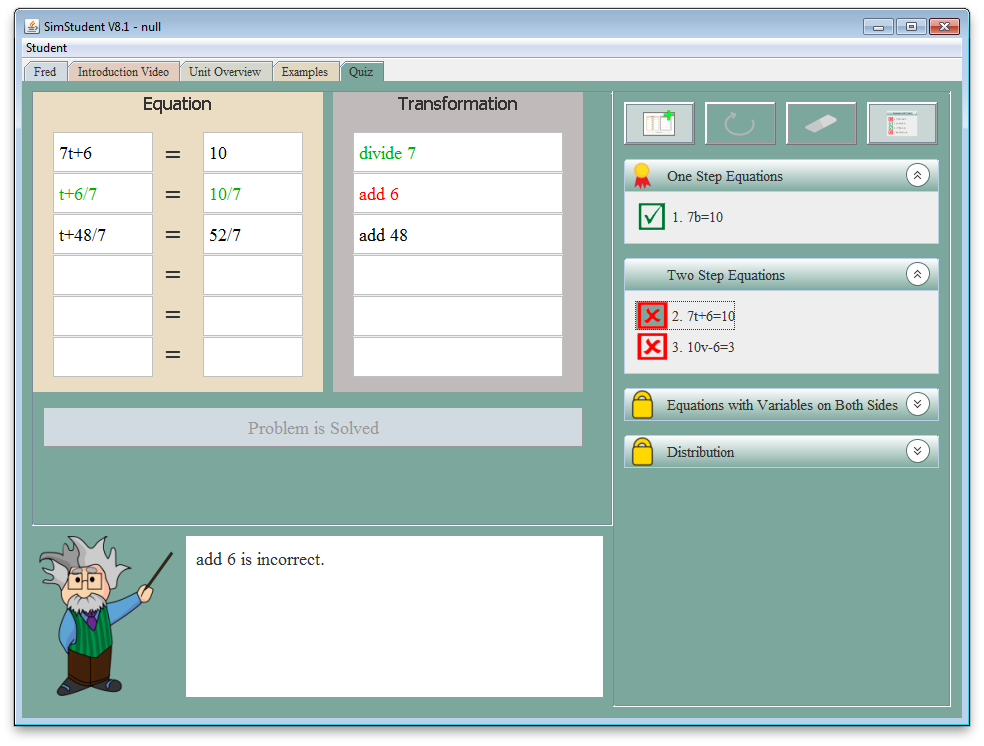 SimStudent V8.1 - null
Student
Fred Introduction Video Unit Overview Examples Quiz
Equation Transformation
7t+6 = 10 divide 7
t+6/7 = 10/7 add 6
t+48/7 = 52/7 add 48
=
=
=
Problem is Solved
One Step Equations
1. 7b=10
Two Step Equations
2. 7t+6=10
3. 10v-6=3
Equations with Variables on Both Sides
Distribution
add 6 is incorrect.